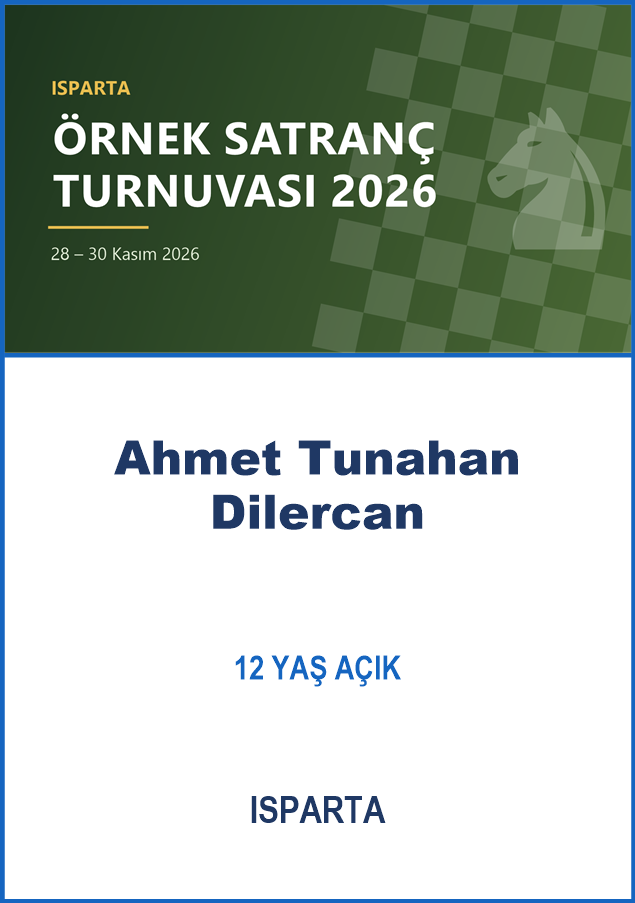 ISPARTA
ÖRNEK SATRANÇ
TURNUVASI 2026
28 – 30 Kasım 2026
Ahmet Tunahan
Dilercan
12 YAŞ AÇIK
ISPARTA